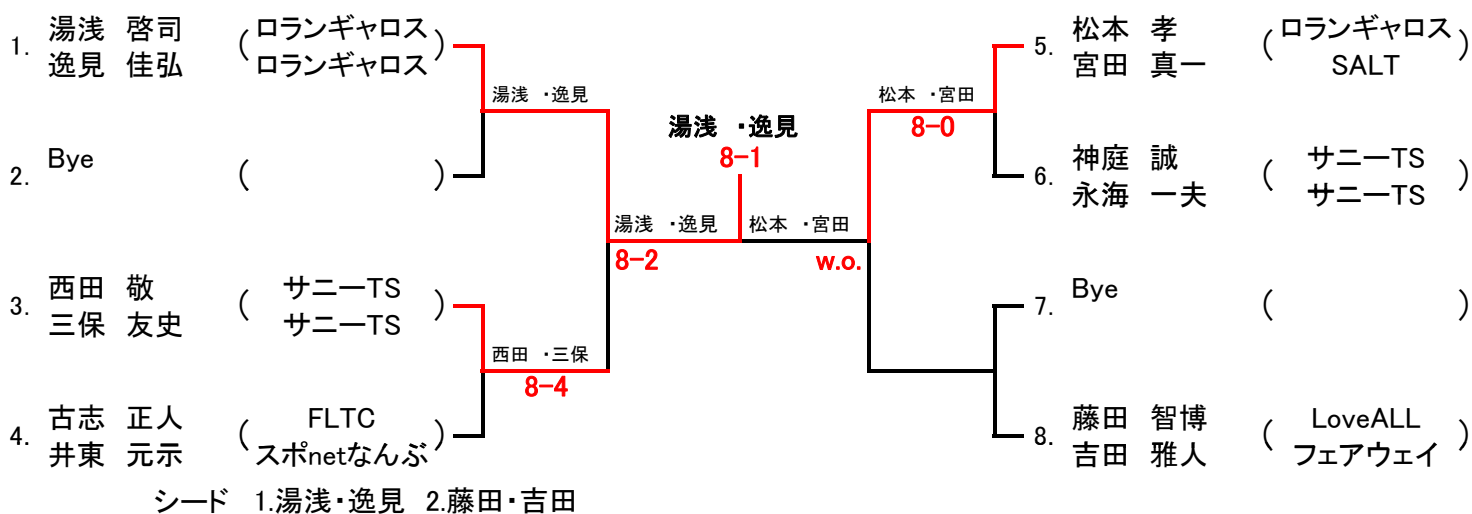 1. 湯浅 啓司 (ロランギャロス)
逸見 佳弘 ロランギャロス
2. Bye ( )
3. 西田 敬 (サニーTS)
三保 友史 サニーTS
4. 古志 正人 (FLTC)
井東 元示 スポnetなんぶ
湯浅 ・逸見
西田 ・三保
8-4
湯浅 ・逸見
8-2
湯浅 ・逸見
8-1
松本 ・宮田
w.o.
松本 ・宮田
8-0
5. 松本 孝 (ロランギャロス)
宮田 真一 SALT
6. 神庭 誠 (サニーTS)
永海 一夫 サニーTS
7. Bye ( )
8. 藤田 智博 (LoveALL)
吉田 雅人 フェアウェイ
シード 1.湯浅・逸見 2.藤田・吉田